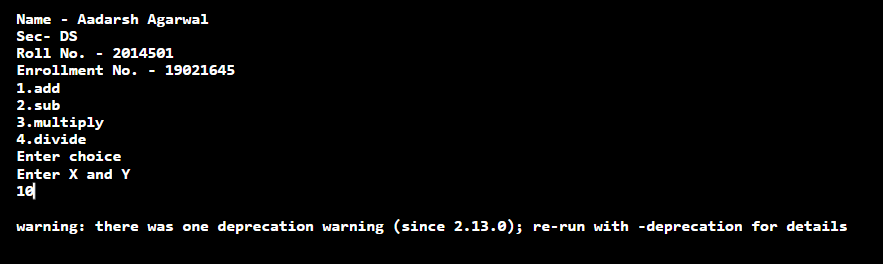 Name - Aadarsh Agarwal
Sec- DS
Roll No. - 2014501
Enrollment No. - 19021645
1.add
2.sub
3.multiply
4.divide
Enter choice
Enter X and Y
10
warning: there was one deprecation warning (since 2.13.0); re-run with -deprecation for details